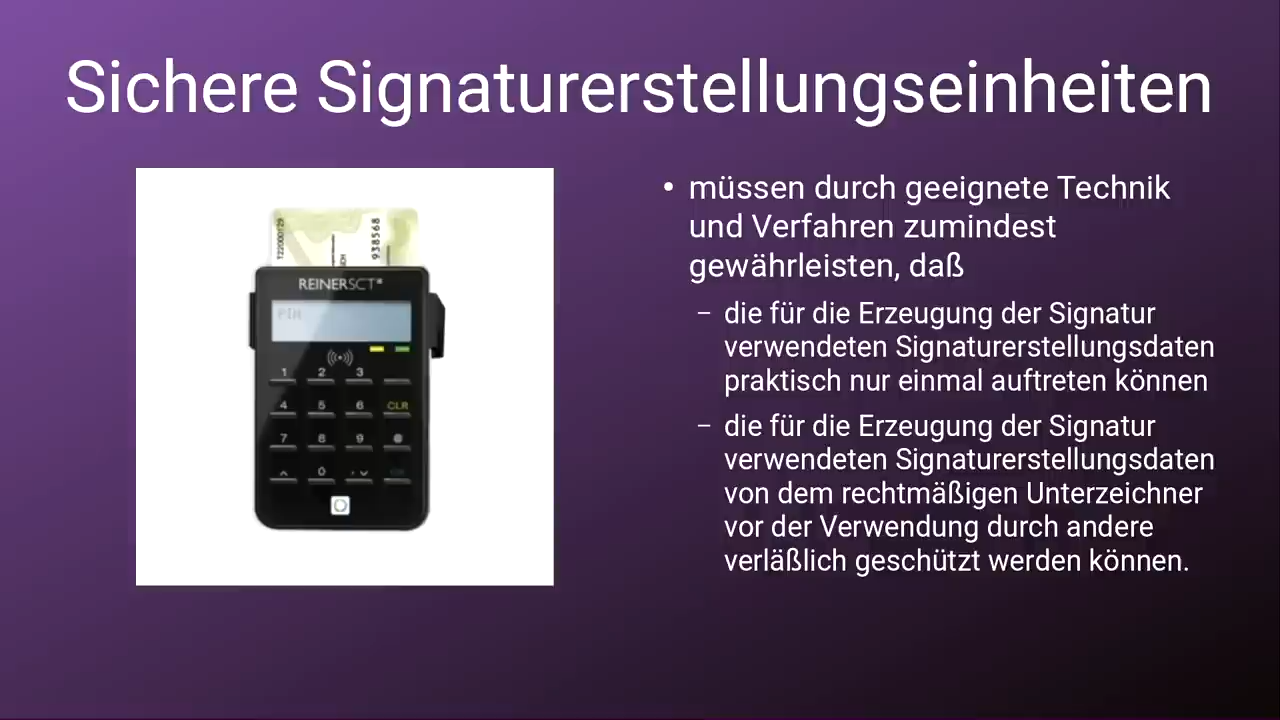 Sichere Signaturerstellungseinheiten
• müssen durch geeignete Technik
und Verfahren zumindest
gewährleisten, daß
– die für die Erzeugung der Signatur
verwendeten Signaturerstellungsdaten
praktisch nur einmal auftreten können
– die für die Erzeugung der Signatur
verwendeten Signaturerstellungsdaten
von dem rechtmäßigen Unterzeichner
vor der Verwendung durch andere
verläßlich geschützt werden können.
938568
REINERSCT
PIN
1 2 3
4 5 6 CLR
7 8 9
0